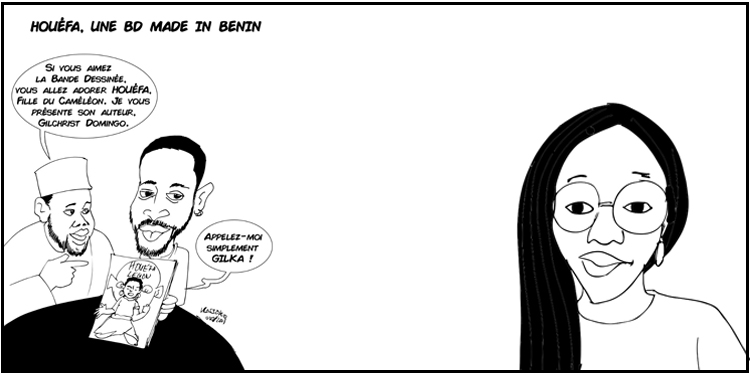 HOUÉFA, UNE BD MADE IN BENIN
SI VOUS AIMEZ
LA BANDE DESSINÉE,
VOUS ALLEZ ADORER HOUÉFA,
FILLE DU CAMÉLÉON. JE VOUS
PRÉSENTE SON AUTEUR,
GILCHRIST DOMINGO.
APPELEZ-MOI
SIMPLEMENT
GILKA !
HOUÉFA